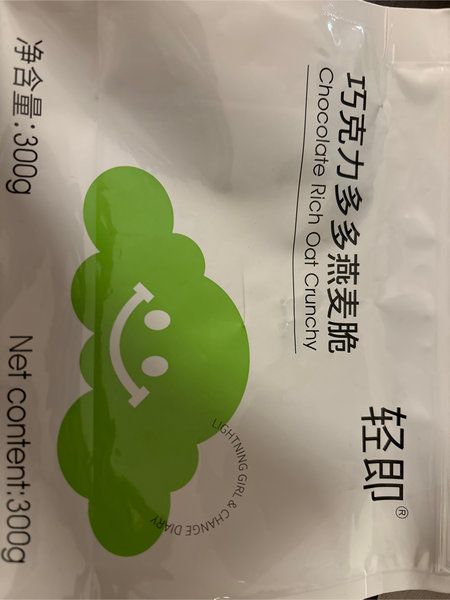 轻即®
巧克力多多燕麦脆
Chocolate Rich Oat Crunchy
LIGHTNING GIRL & CHANGE DIARY
净含量:300g
Net content:300g